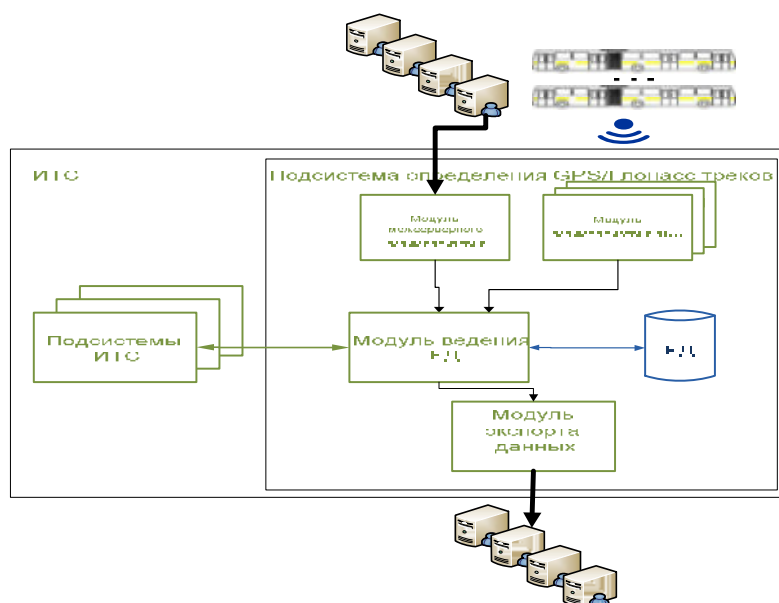 ИТС
Подсистема определения GPS/Глонасс треков
Модуль
межсерверного
Модуль
Подсистемы
ИТС
Модуль ведения
БД
БД
Модуль
экспорта
данных